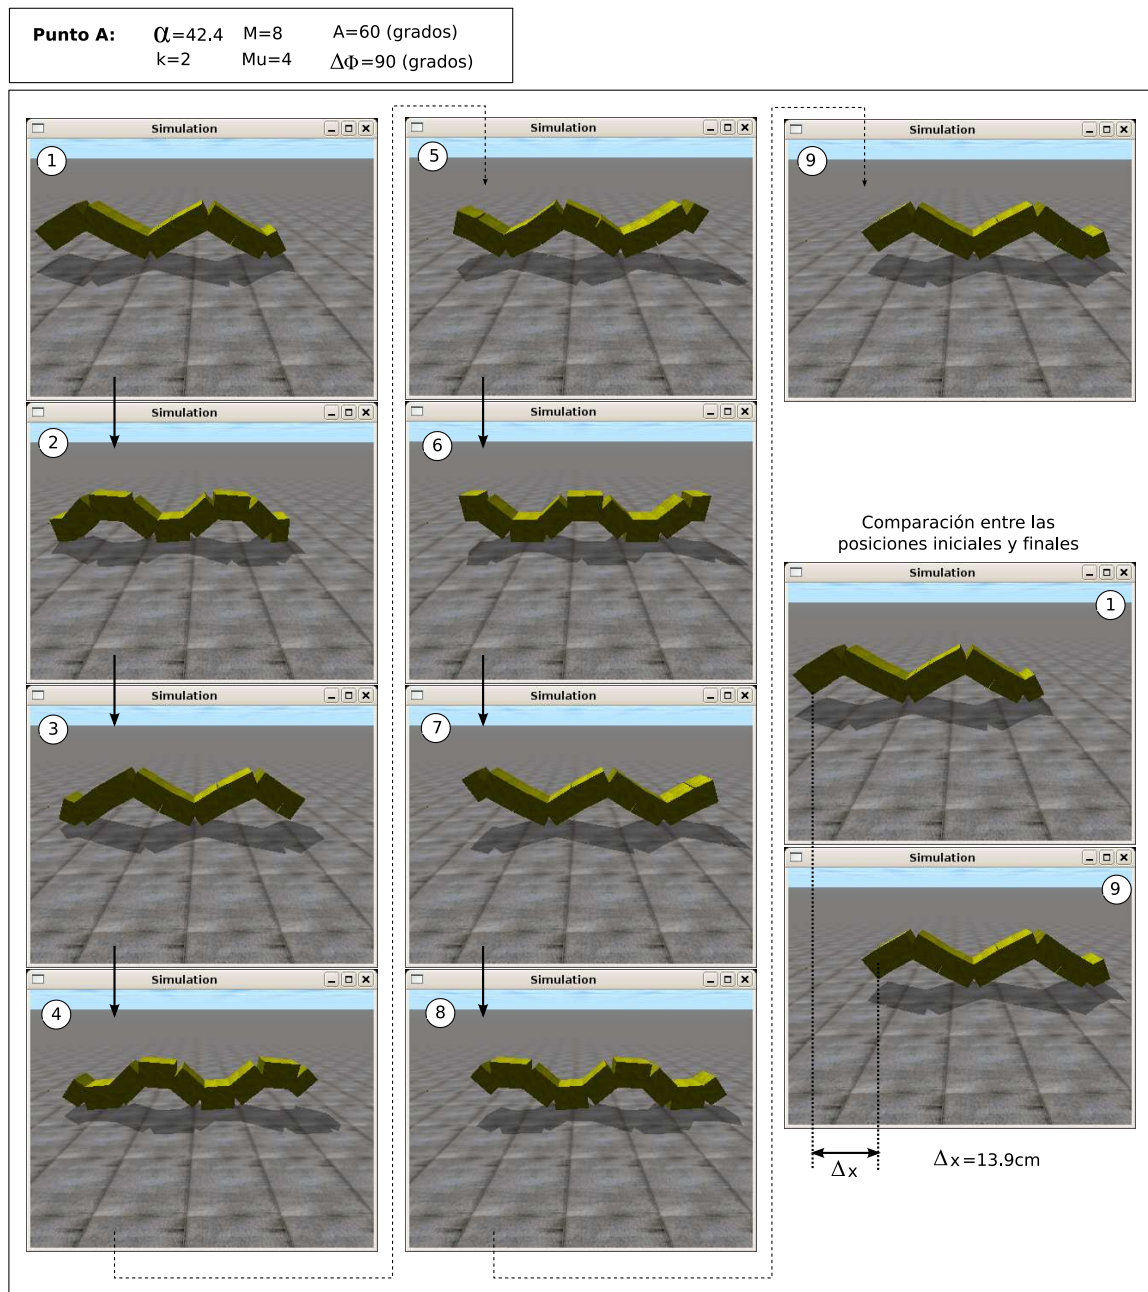 Punto A: α=42.4 M=8 A=60 (grados)
k=2 Mu=4 ΔΦ=90 (grados)
Simulation
1
Simulation
2
Simulation
3
Simulation
4
Simulation
5
Simulation
6
Simulation
7
Simulation
8
Simulation
9
Comparación entre las
posiciones iniciales y finales
Simulation
1
Simulation
9
Δx
Δx=13.9cm